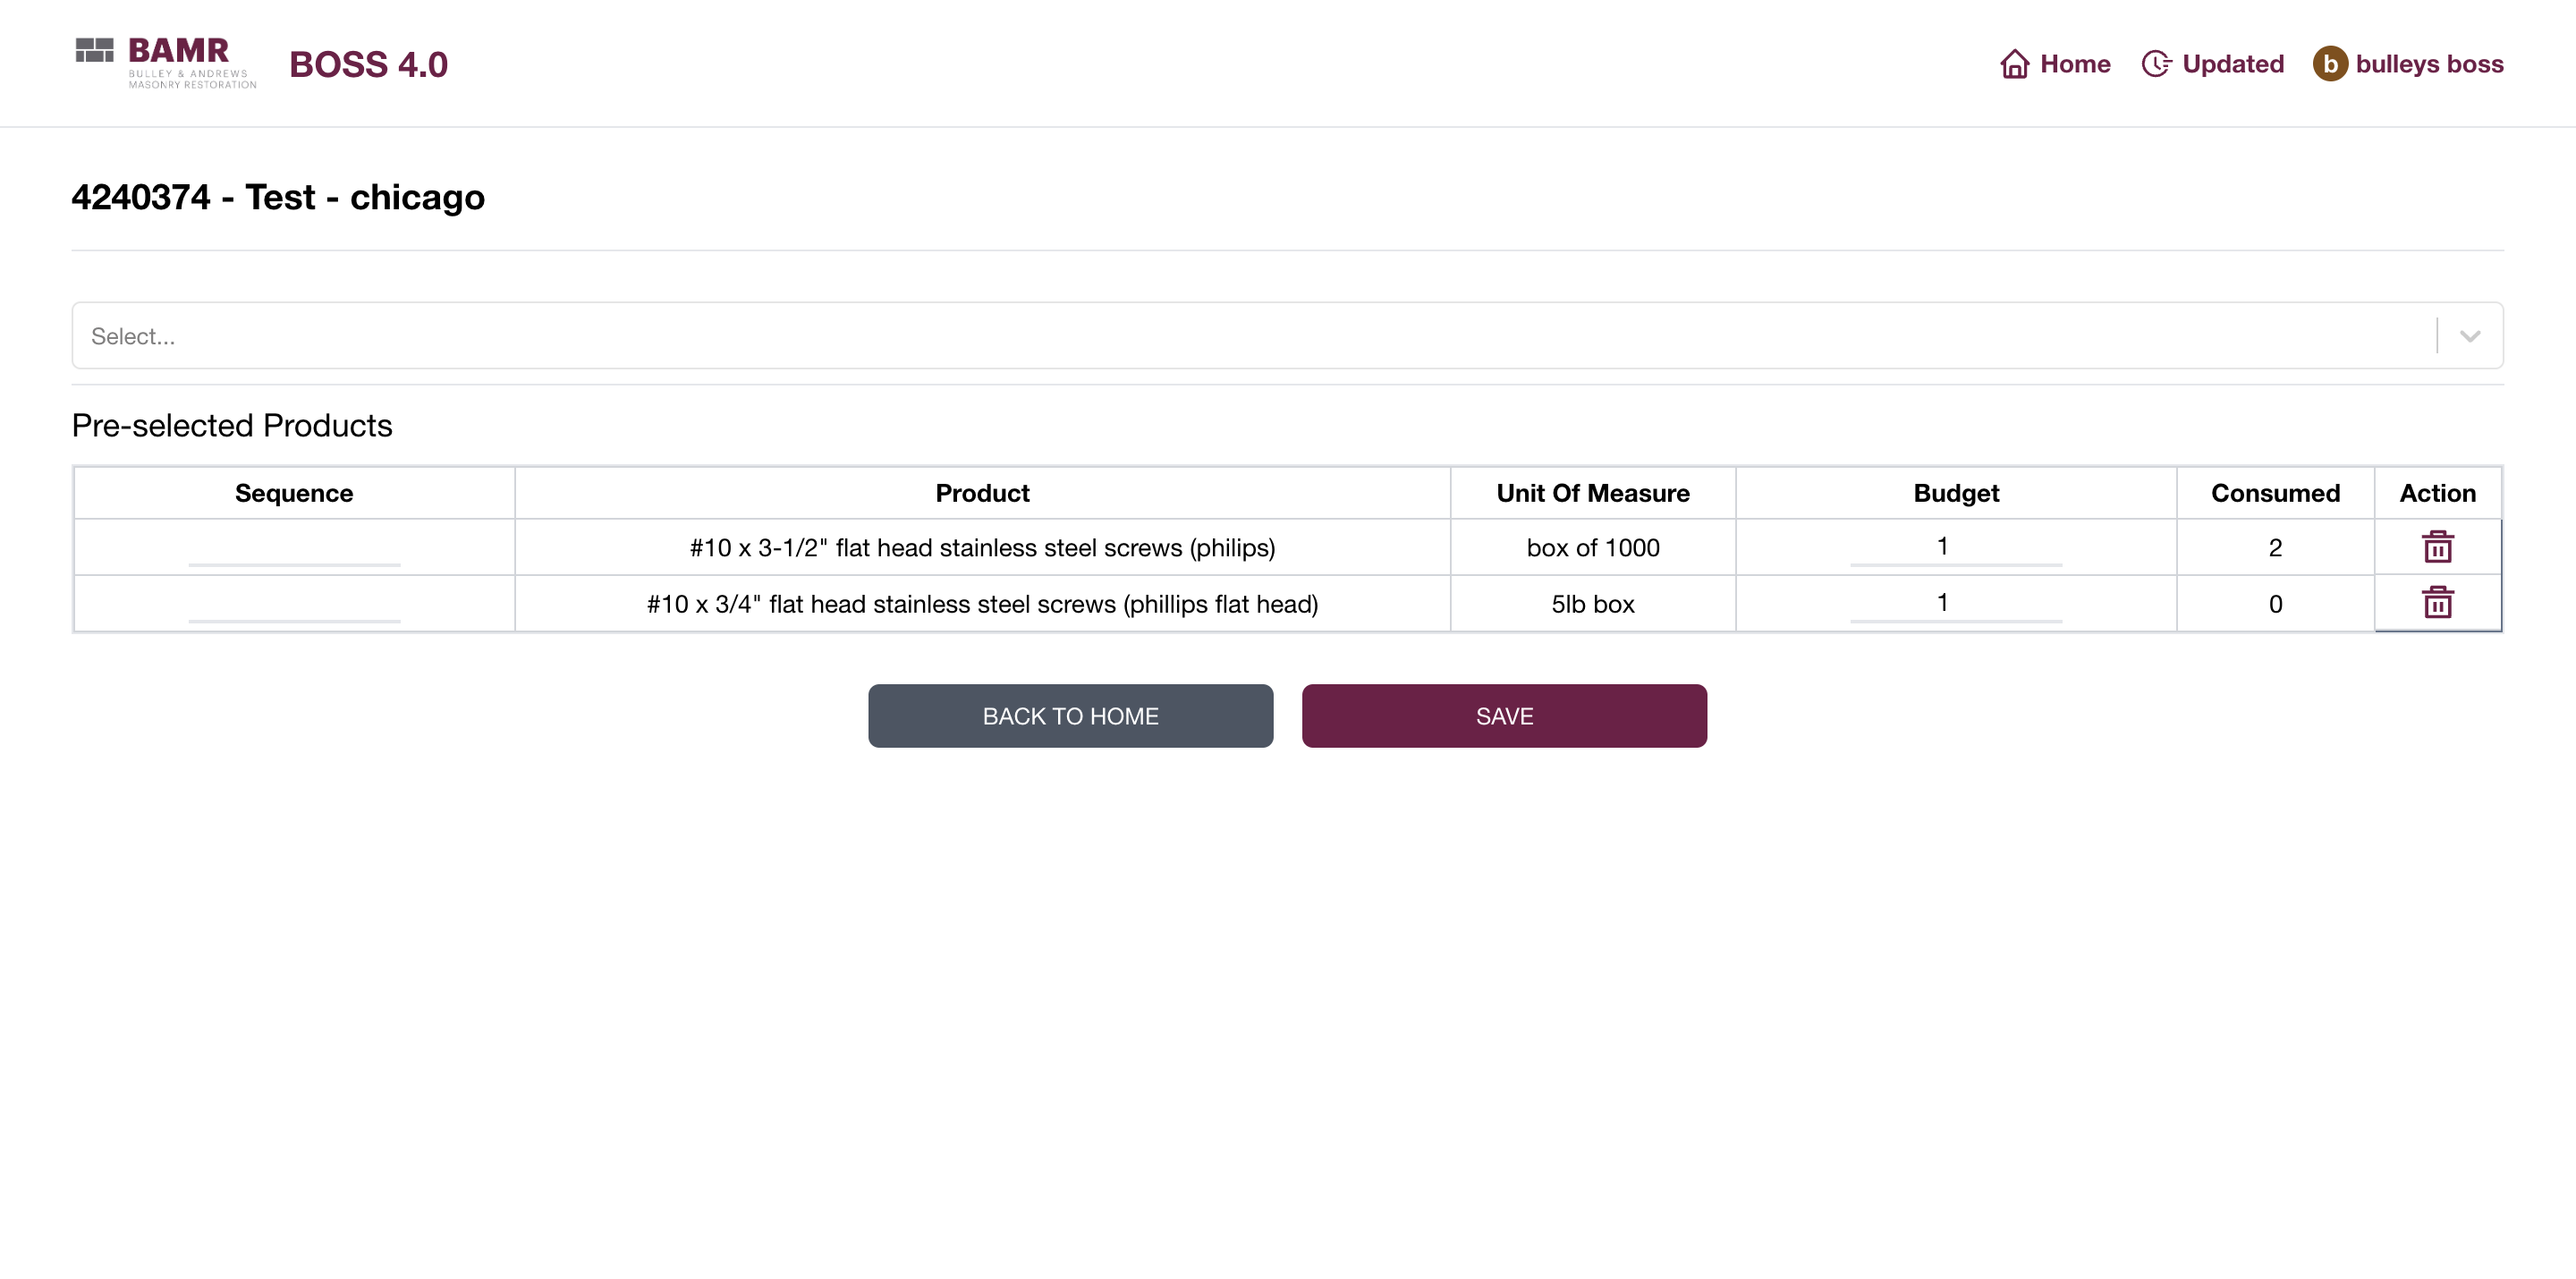 BAMR
BULLEY & ANDREWS
MASONRY RESTORATION
BOSS 4.0
Home
Updated
b
bulleys boss
4240374 - Test - chicago
Select...
Pre-selected Products
Sequence Product Unit Of Measure Budget Consumed Action
#10 x 3-1/2" flat head stainless steel screws (philips) box of 1000 1 2
#10 x 3/4" flat head stainless steel screws (phillips flat head) 5lb box 1 0
BACK TO HOME
SAVE